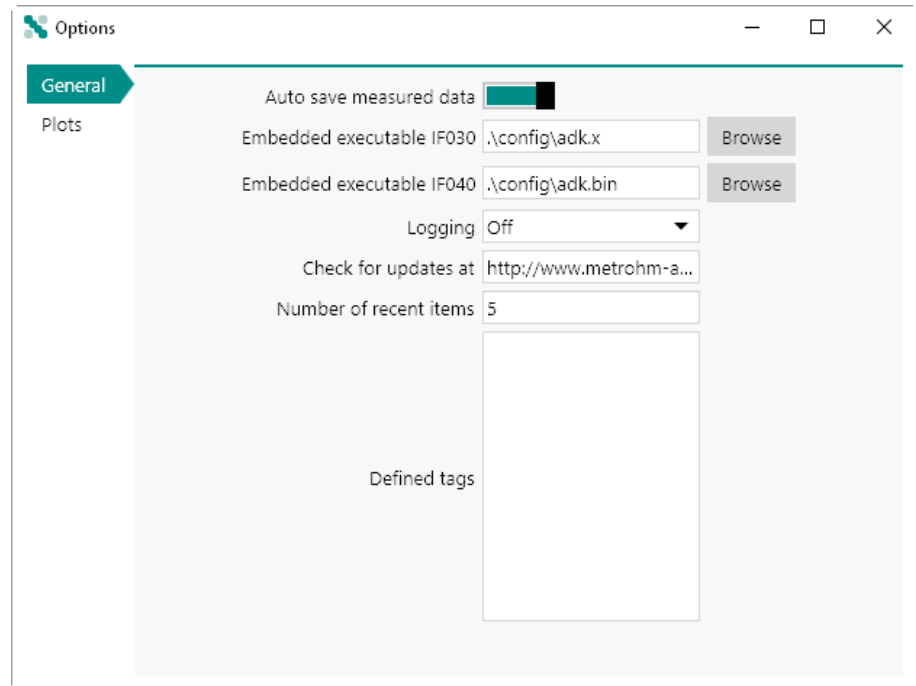 Options
General
Plots
Auto save measured data
Embedded executable IF030 .\config\adk.x Browse
Embedded executable IF040 .\config\adk.bin Browse
Logging Off
Check for updates at http://www.metrohm-a...
Number of recent items 5
Defined tags